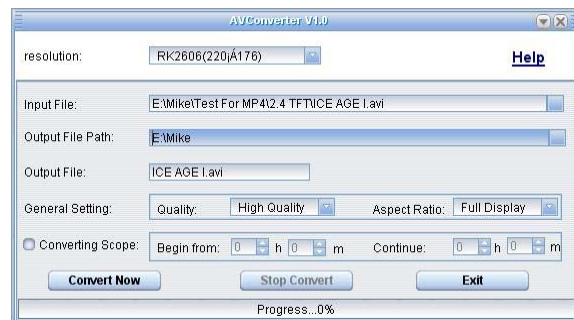 AVConverter V1.0
resolution: RK2606(220¡Á176) Help
Input File: E:\Mike\Test For MP4\2.4 TFT\ICE AGE I.avi
Output File Path: E:\Mike
Output File: ICE AGE I.avi
General Setting: Quality: High Quality Aspect Ratio: Full Display
Converting Scope: Begin from: 0 h 0 m Continue: 0 h 0 m
Convert Now Stop Convert Exit
Progress...0%